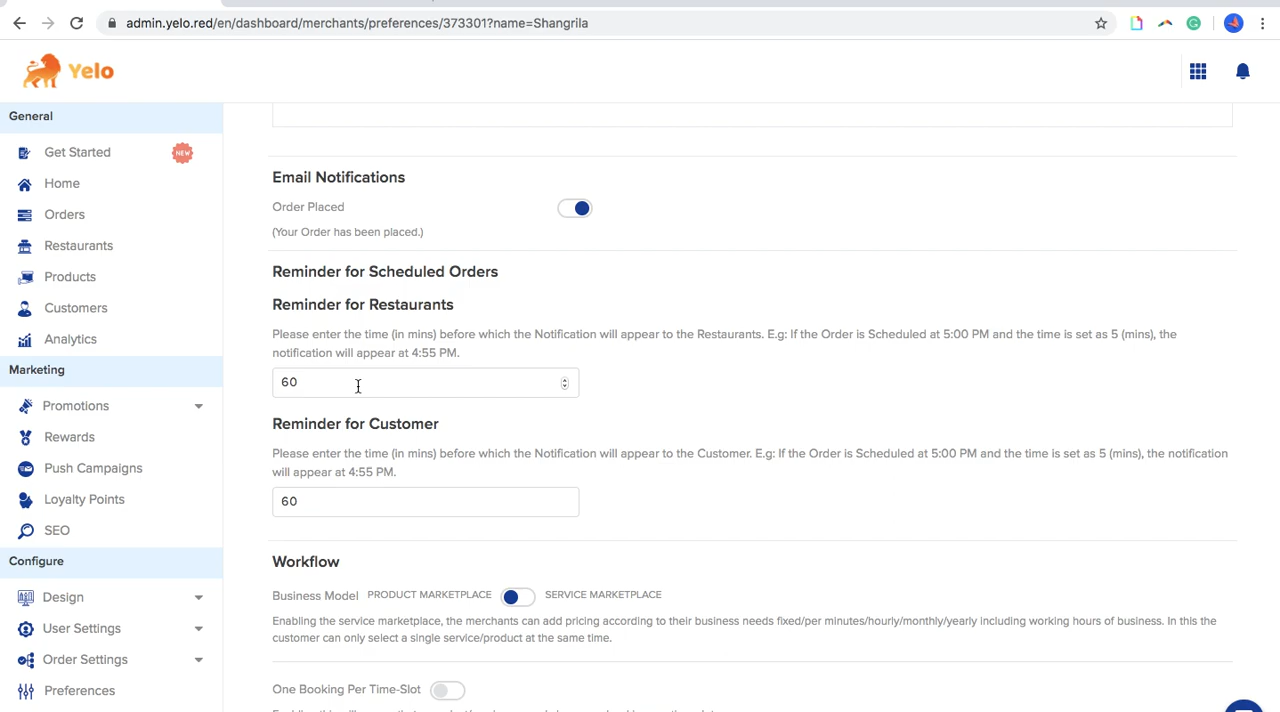 admin.yelo.red/en/dashboard/merchants/preferences/373301?name=Shangrila
Yelo
General
Get Started
NEW
Home
Orders
Restaurants
Products
Customers
Analytics
Marketing
Promotions
Rewards
Push Campaigns
Loyalty Points
SEO
Configure
Design
User Settings
Order Settings
Preferences
Email Notifications
Order Placed
(Your Order has been placed.)
Reminder for Scheduled Orders
Reminder for Restaurants
Please enter the time (in mins) before which the Notification will appear to the Restaurants. E.g: If the Order is Scheduled at 5:00 PM and the time is set as 5 (mins), the
notification will appear at 4:55 PM.
60
Reminder for Customer
Please enter the time (in mins) before which the Notification will appear to the Customer. E.g: If the Order is Scheduled at 5:00 PM and the time is set as 5 (mins), the notification
will appear at 4:55 PM.
60
Workflow
Business Model PRODUCT MARKETPLACE SERVICE MARKETPLACE
Enabling the service marketplace, the merchants can add pricing according to their business needs fixed/per minutes/hourly/monthly/yearly including working hours of business. In this the
customer can only select a single service/product at the same time.
One Booking Per Time-Slot